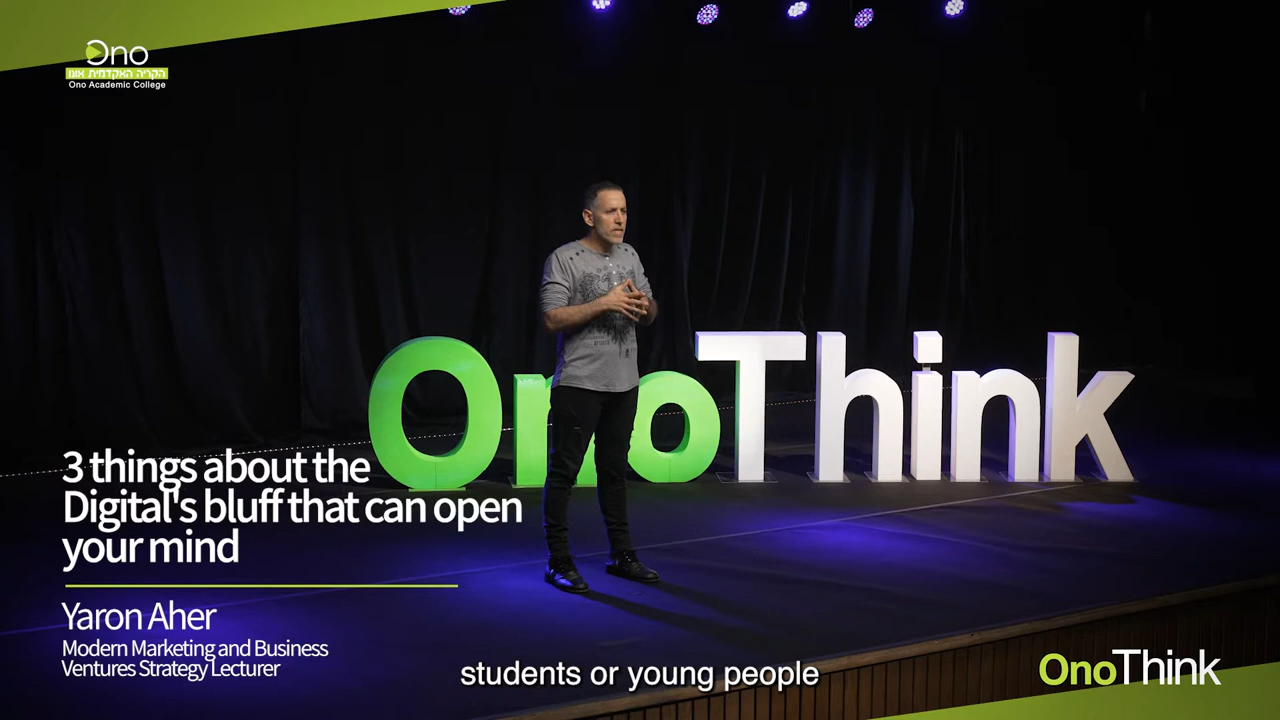 Ono
הקריה האקדמית אונו
Ono Academic College
OnoThink
3 things about the
Digital's bluff that can open
your mind
Yaron Aher
Modern Marketing and Business
Ventures Strategy Lecturer
students or young people
OnoThink